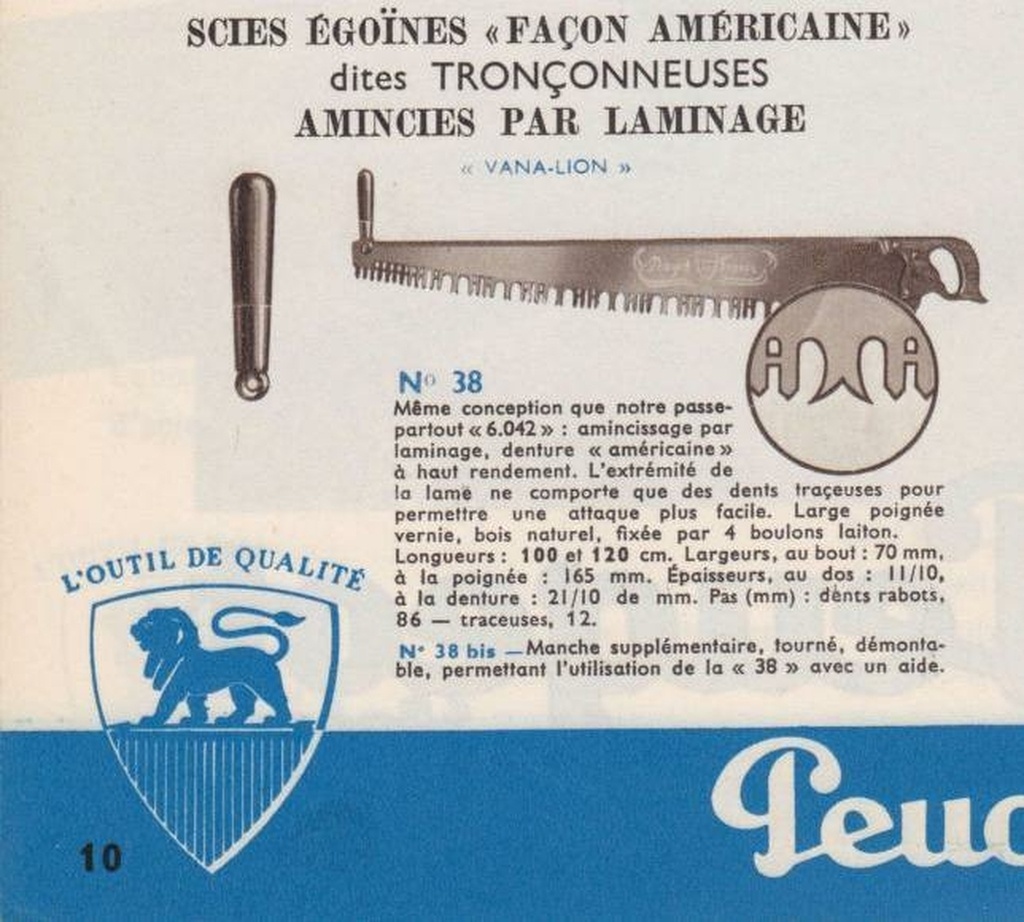 SCIES ÉGOÏNES «FAÇON AMÉRICAINE»
dites TRONÇONNEUSES
AMINCIES PAR LAMINAGE
« VANA-LION »
N° 38
Même conception que notre passe-
partout « 6.042 » : amincissage par
laminage, denture « américaine »
à haut rendement. L'extrémité de
la lame ne comporte que des dents traçeuses pour
permettre une attaque plus facile. Large poignée
vernie, bois naturel, fixée par 4 boulons laiton.
Longueurs : 100 et 120 cm. Largeurs, au bout : 70 mm,
à la poignée : 165 mm. Épaisseurs, au dos : 11/10,
à la denture : 21/10 de mm. Pas (mm) : dents rabots,
86 — traceuses, 12.
N° 38 bis — Manche supplémentaire, tourné, démonta-
ble, permettant l'utilisation de la « 38 » avec un aide.
L'OUTIL DE QUALITÉ
10